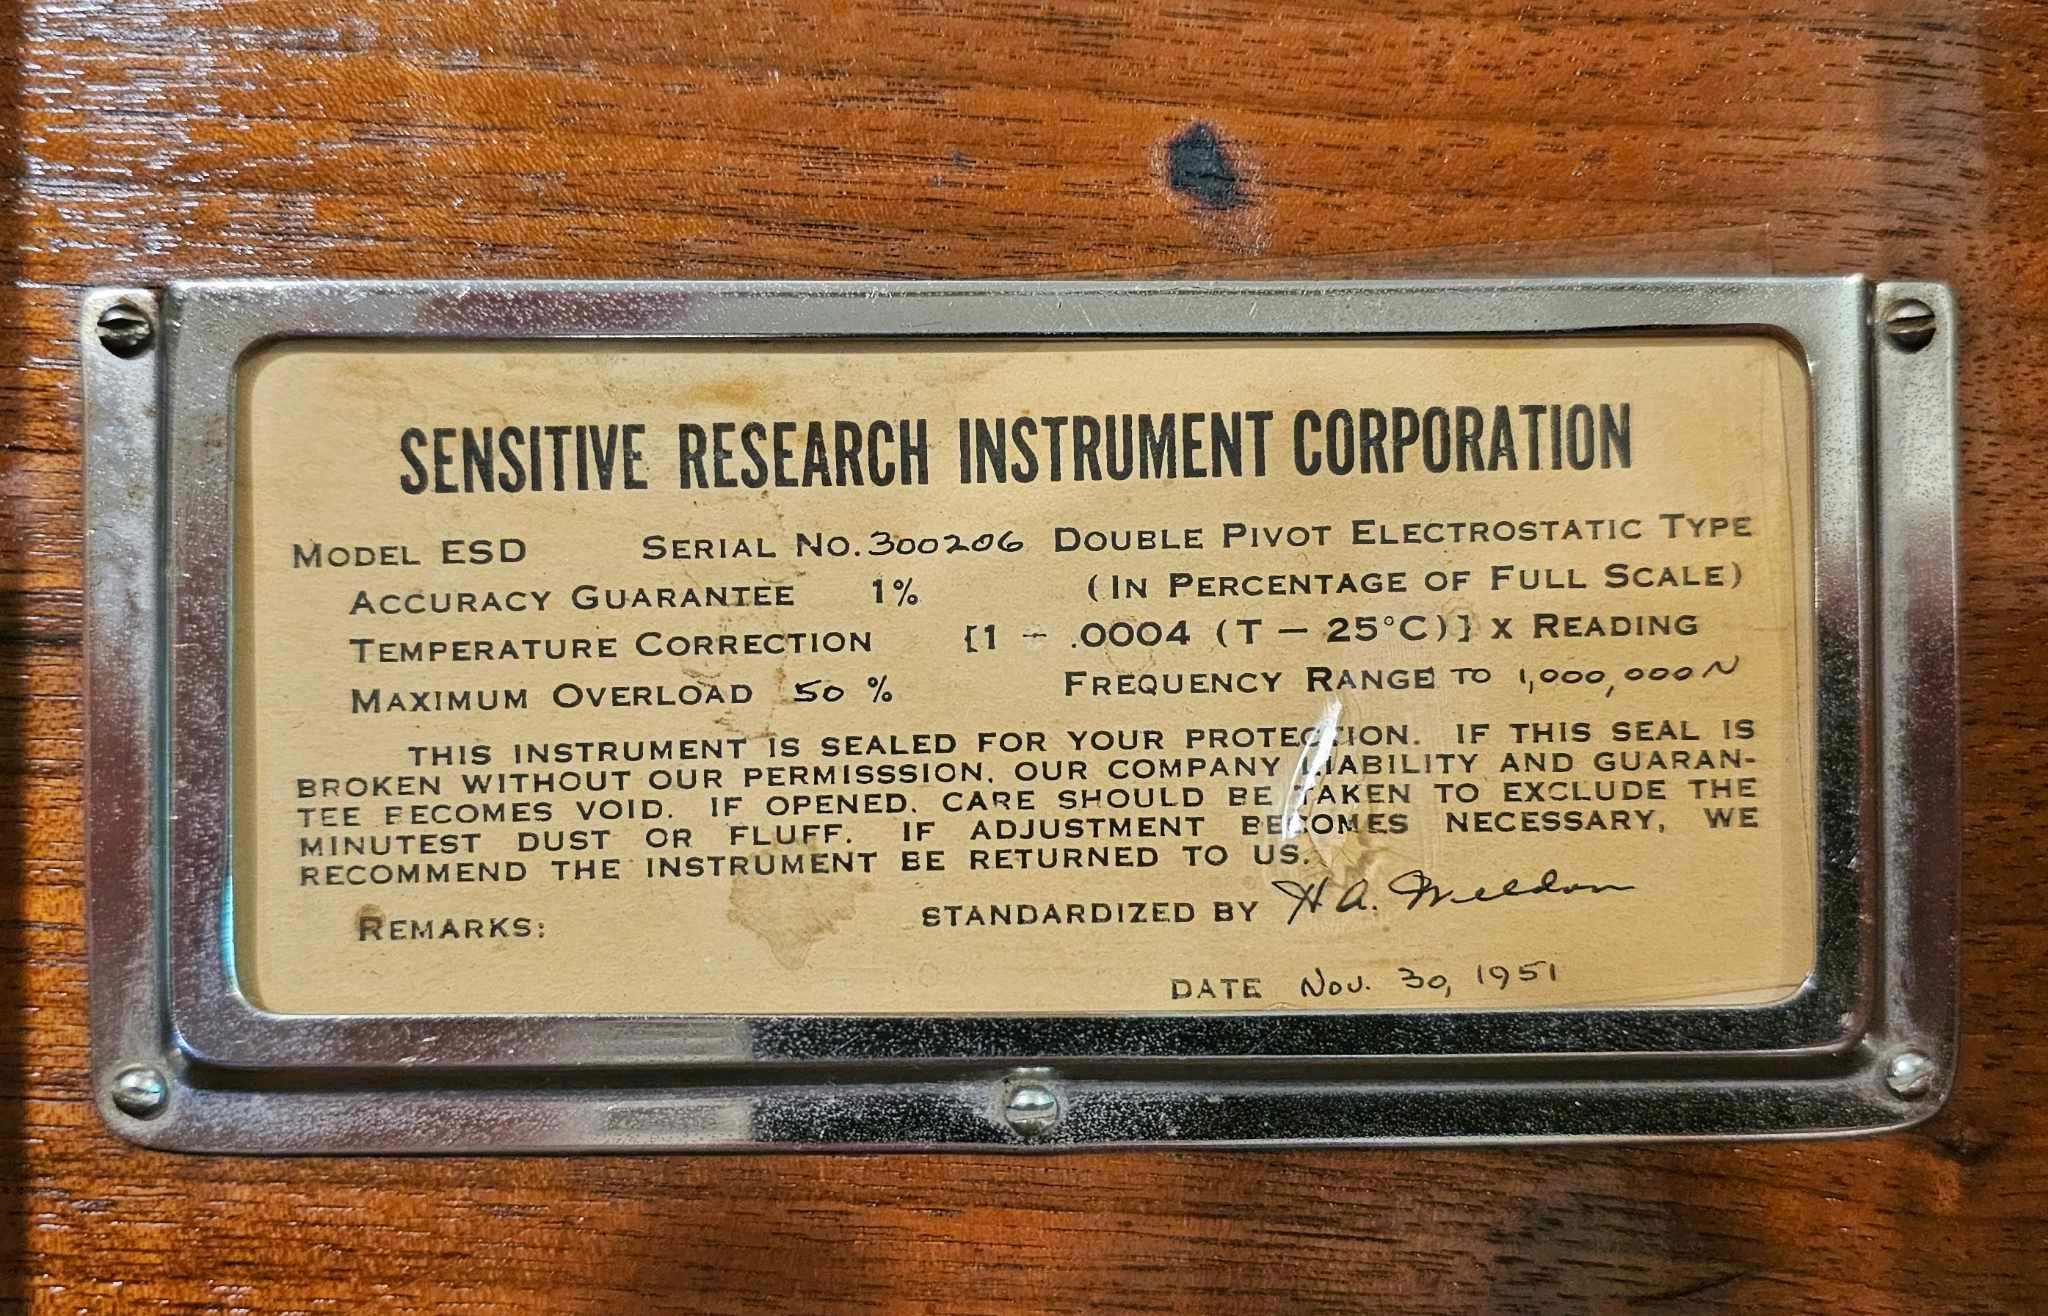 SENSITIVE RESEARCH INSTRUMENT CORPORATION
MODEL ESD SERIAL NO. 300206 DOUBLE PIVOT ELECTROSTATIC TYPE
ACCURACY GUARANTEE 1% (IN PERCENTAGE OF FULL SCALE)
TEMPERATURE CORRECTION [1 - .0004 (T - 25°C)] X READING
MAXIMUM OVERLOAD 50 % FREQUENCY RANGE TO 1,000,000 ~
THIS INSTRUMENT IS SEALED FOR YOUR PROTECTION. IF THIS SEAL IS
BROKEN WITHOUT OUR PERMISSSION, OUR COMPANY LIABILITY AND GUARAN-
TEE BECOMES VOID. IF OPENED, CARE SHOULD BE TAKEN TO EXCLUDE THE
MINUTEST DUST OR FLUFF. IF ADJUSTMENT BECOMES NECESSARY, WE
RECOMMEND THE INSTRUMENT BE RETURNED TO US.
REMARKS: STANDARDIZED BY H A.
DATE Nov. 30, 1951